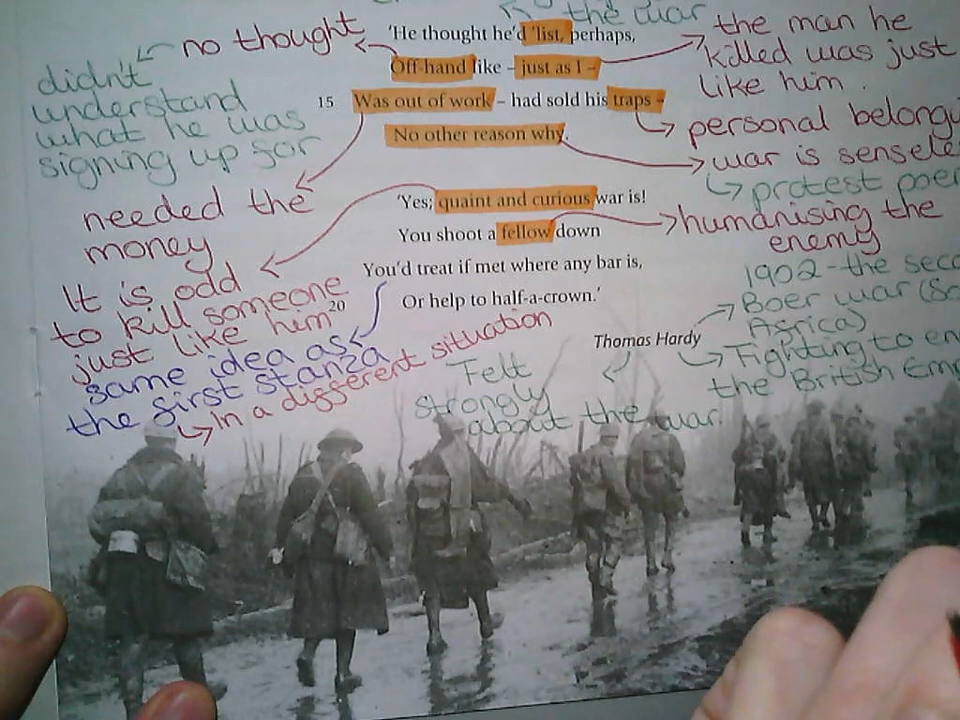 the war
'He thought he'd 'list, perhaps,
Off-hand like – just as I –
15 Was out of work – had sold his traps –
No other reason why.
'Yes; quaint and curious war is!
You shoot a fellow down
You'd treat if met where any bar is,
20 Or help to half-a-crown.'
Thomas Hardy
no thought
didn't
understand
what he was
signing up for
needed the
money
It is odd
to kill someone
just like him
same idea as
the first stanza
In a different situation
the man he
killed was just
like him.
personal
war is
protest
humanising the
enemy
1902 - the
Boer war
Fighting to
the British
Felt
strongly
about the war.